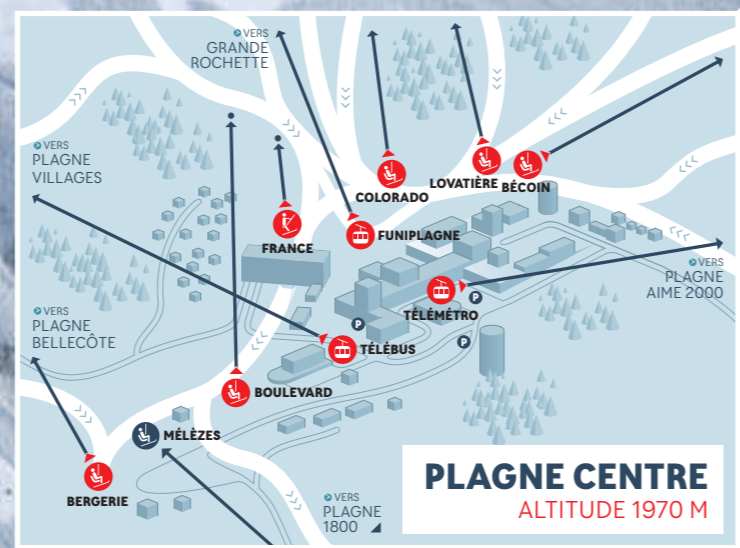 VERS
GRANDE
ROCHETTE
VERS
PLAGNE
VILLAGES
COLORADO
LOVATIÈRE
BÉCOIN
FRANCE
FUNIPLAGNE
VERS
PLAGNE
AIME 2000
TÉLÉMÉTRO
P
P
P
VERS
PLAGNE
BELLECÔTE
TÉLÉBUS
BOULEVARD
MÉLÈZES
BERGERIE
VERS
PLAGNE
1800
PLAGNE CENTRE
ALTITUDE 1970 M